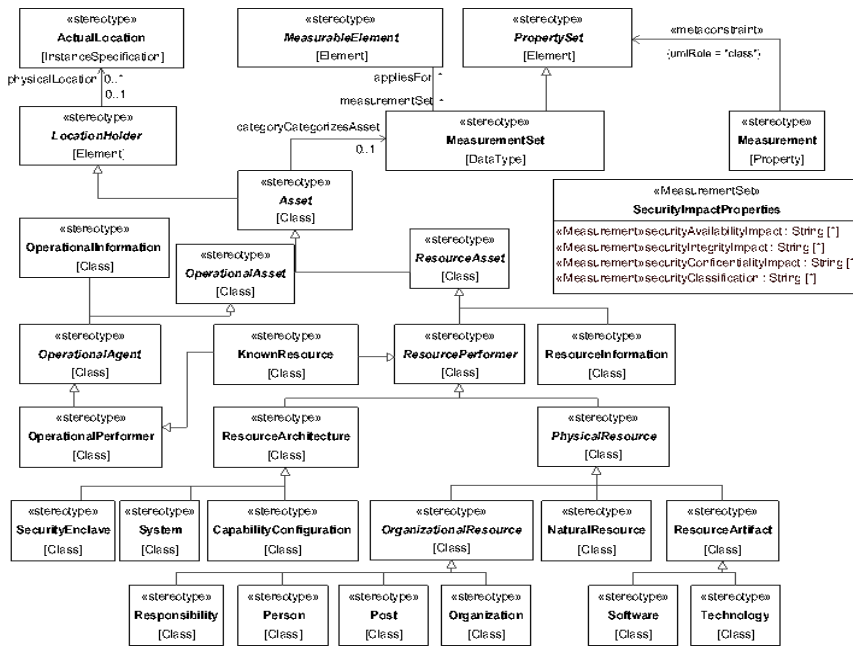 «stereotype»
ActualLocation
[InstanceSpecification]
«stereotype»
MeasurableElement
[Element]
«stereotype»
PropertySet
[Element]
«metaconstraint»
{umlRole = "class"}
physicalLocation
0..*
0..1
appliesFor
*
measurementSet
*
«stereotype»
LocationHolder
[Element]
categoryCategorizesAsset
0..1
«stereotype»
MeasurementSet
[DataType]
«stereotype»
Measurement
[Property]
«stereotype»
Asset
[Class]
«MeasurementSet»
SecurityImpactProperties
«Measurement»securityAvailabilityImpact : String [*]
«Measurement»securityIntegrityImpact : String [*]
«Measurement»securityConficentialityImpact : String [*
«Measurement»securityClassification : String [*]
«stereotype»
OperationalInformation
[Class]
«stereotype»
OperationalAsset
[Class]
«stereotype»
ResourceAsset
[Class]
«stereotype»
OperationalAgent
[Class]
«stereotype»
KnownResource
[Class]
«stereotype»
ResourcePerformer
[Class]
«stereotype»
ResourceInformation
[Class]
«stereotype»
OperationalPerformer
[Class]
«stereotype»
ResourceArchitecture
[Class]
«stereotype»
PhysicalResource
[Class]
«stereotype»
SecurityEnclave
[Class]
«stereotype»
System
[Class]
«stereotype»
CapabilityConfiguration
[Class]
«stereotype»
OrganizationalResource
[Class]
«stereotype»
NaturalResource
[Class]
«stereotype»
ResourceArtifact
[Class]
«stereotype»
Responsibility
[Class]
«stereotype»
Person
[Class]
«stereotype»
Post
[Class]
«stereotype»
Organization
[Class]
«stereotype»
Software
[Class]
«stereotype»
Technology
[Class]